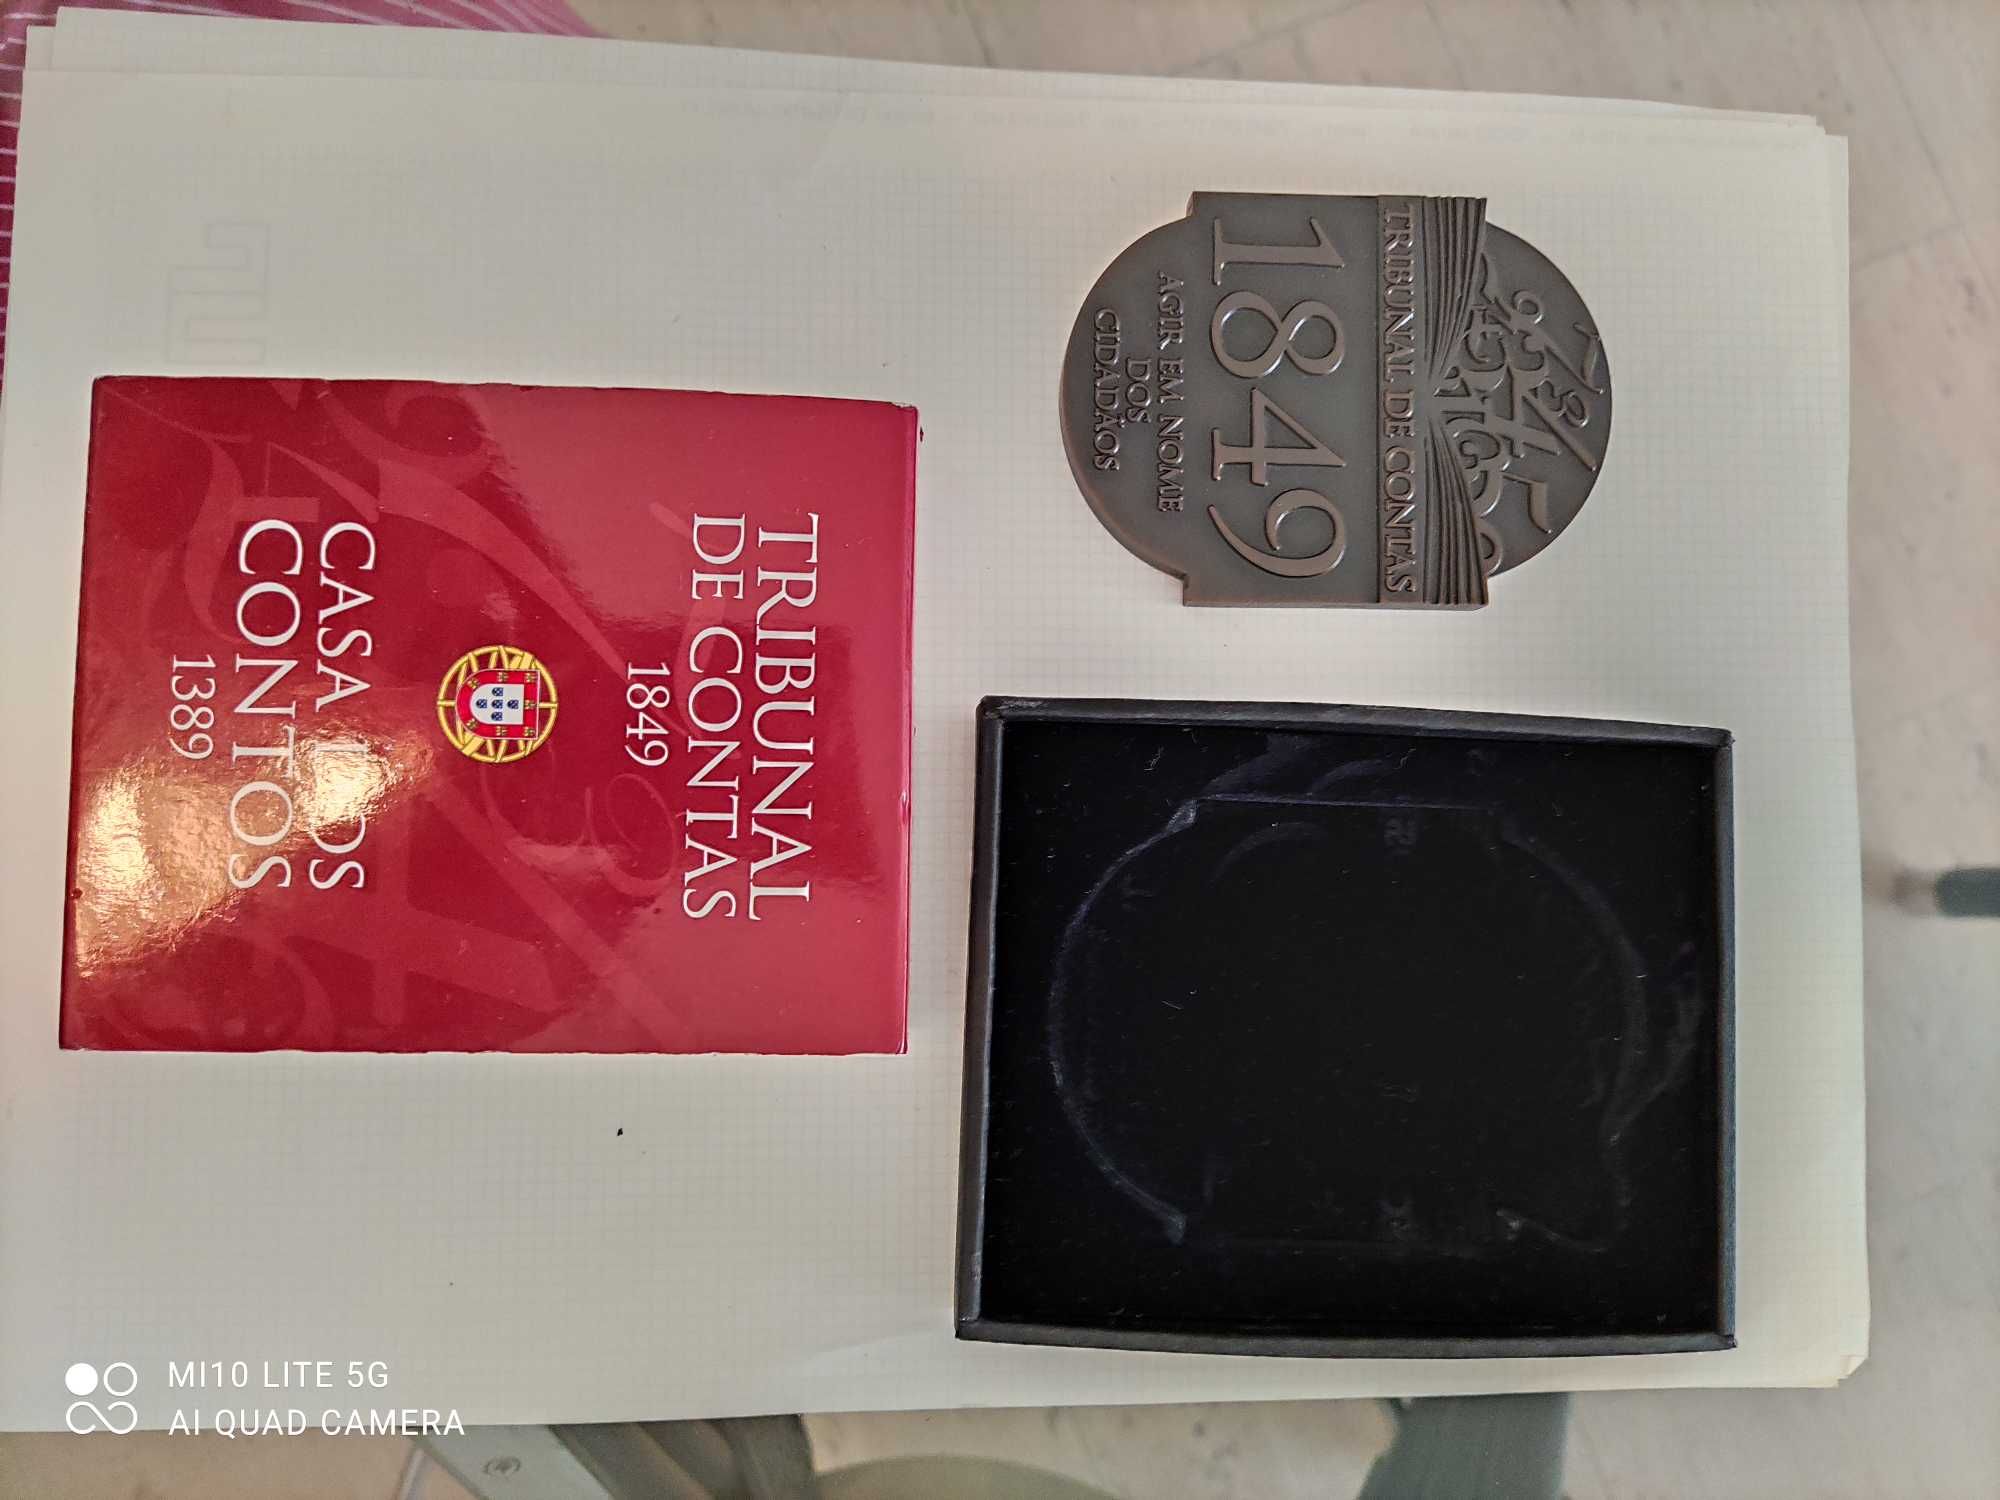 TRIBUNAL DE CONTAS
1849
AGIR EM NOME
DOS
CIDADÃOS
TRIBUNAL
DE CONTAS
1849
CASA DOS
CONTOS
1389
MI10 LITE 5G
AI QUAD CAMERA